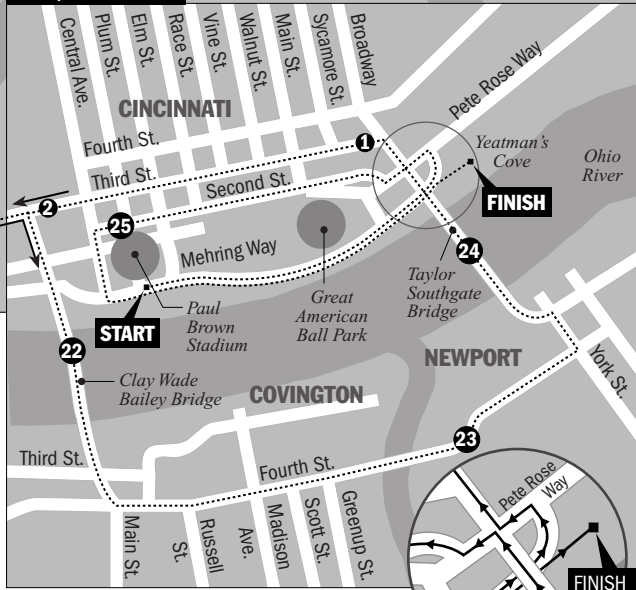 Central Ave.
Plum St.
Elm St.
Race St.
Vine St.
Walnut St.
Main St.
Sycamore St.
Broadway
CINCINNATI
Pete Rose Way
Fourth St.
1
Yeatman's
Cove
Ohio
River
Third St.
Second St.
FINISH
2
25
Mehring Way
24
Taylor
Southgate
Bridge
START
Paul
Brown
Stadium
Great
American
Ball Park
22
NEWPORT
York St.
Clay Wade
Bailey Bridge
COVINGTON
23
Third St.
Fourth St.
Main St.
Russell
St.
Madison
Ave.
Scott St.
Greenup St.
Pete Rose
Way
FINISH